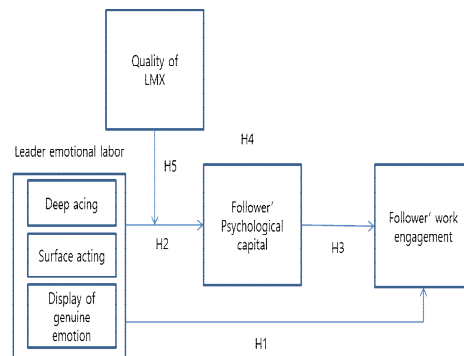 Quality of
LMX
H4
Leader emotional labor
H5
Deep acing
Follower’
Psychological
capital
Follower’ work
engagement
H2
H3
Surface acting
Display of
genuine
emotion
H1